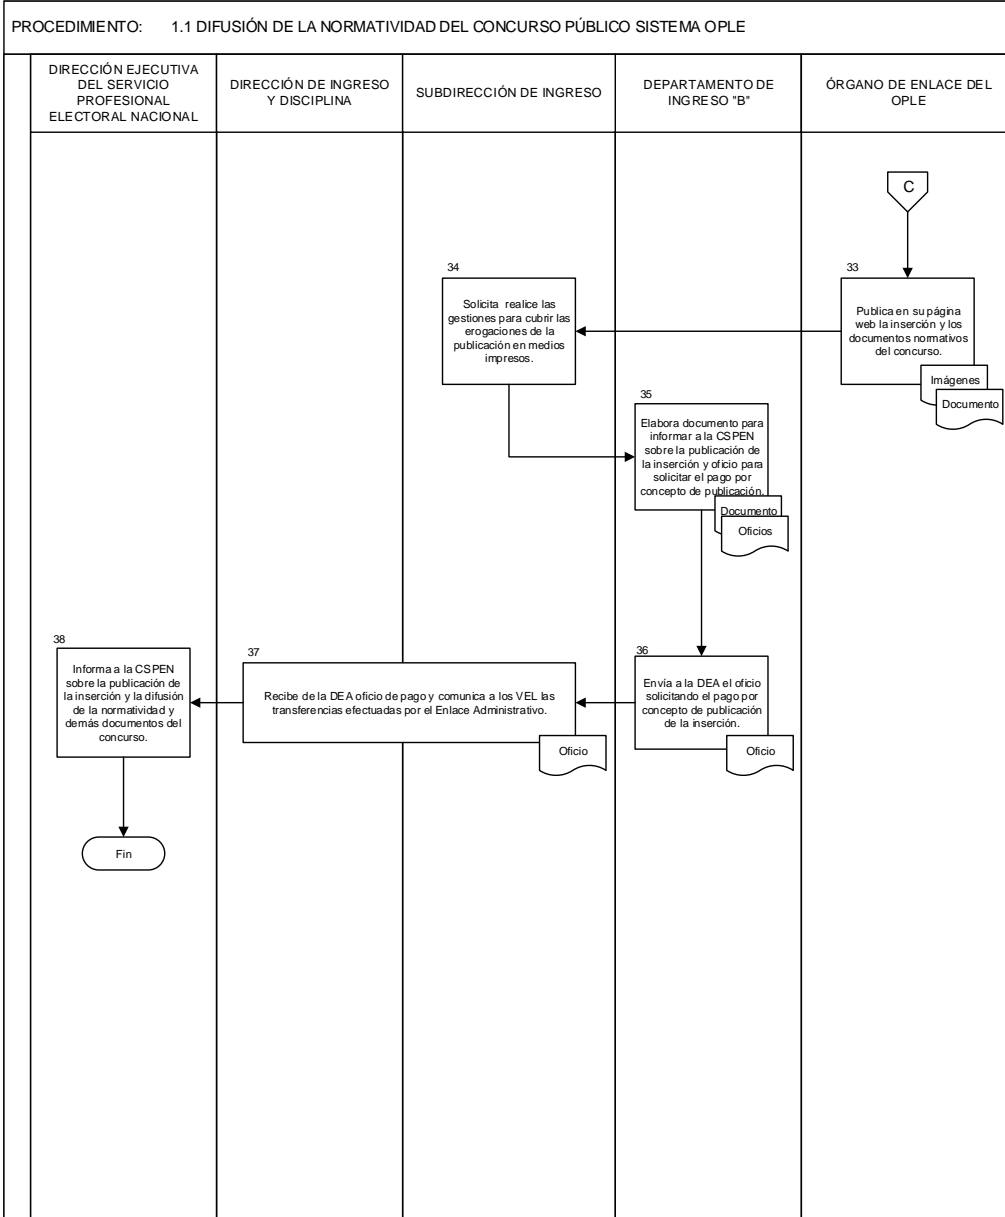 PROCEDIMIENTO: 1.1 DIFUSIÓN DE LA NORMATIVIDAD DEL CONCURSO PÚBLICO SISTEMA OPLE
DIRECCIÓN EJECUTIVA
DEL SERVICIO
PROFESIONAL
ELECTORAL NACIONAL
DIRECCIÓN DE INGRESO
Y DISCIPLINA
SUBDIRECCIÓN DE INGRESO
DEPARTAMENTO DE
INGRESO "B"
ÓRGANO DE ENLACE DEL
OPLE
C
33
Publica en su página
web la inserción y los
documentos normativos
del concurso.
Imágenes
Documento
34
Solicita realice las
gestiones para cubrir las
erogaciones de la
publicación en medios
impresos.
35
Elabora documento para
informar a la CSPEN
sobre la publicación de
la inserción y oficio para
solicitar el pago por
concepto de publicación.
Documento
Oficios
36
Envía a la DEA el oficio
solicitando el pago por
concepto de publicación
de la inserción.
Oficio
37
Recibe de la DEA oficio de pago y comunica a los VEL las
transferencias efectuadas por el Enlace Administrativo.
Oficio
38
Informa a la CSPEN
sobre la publicación de
la inserción y la difusión
de la normatividad y
demás documentos del
concurso.
Fin